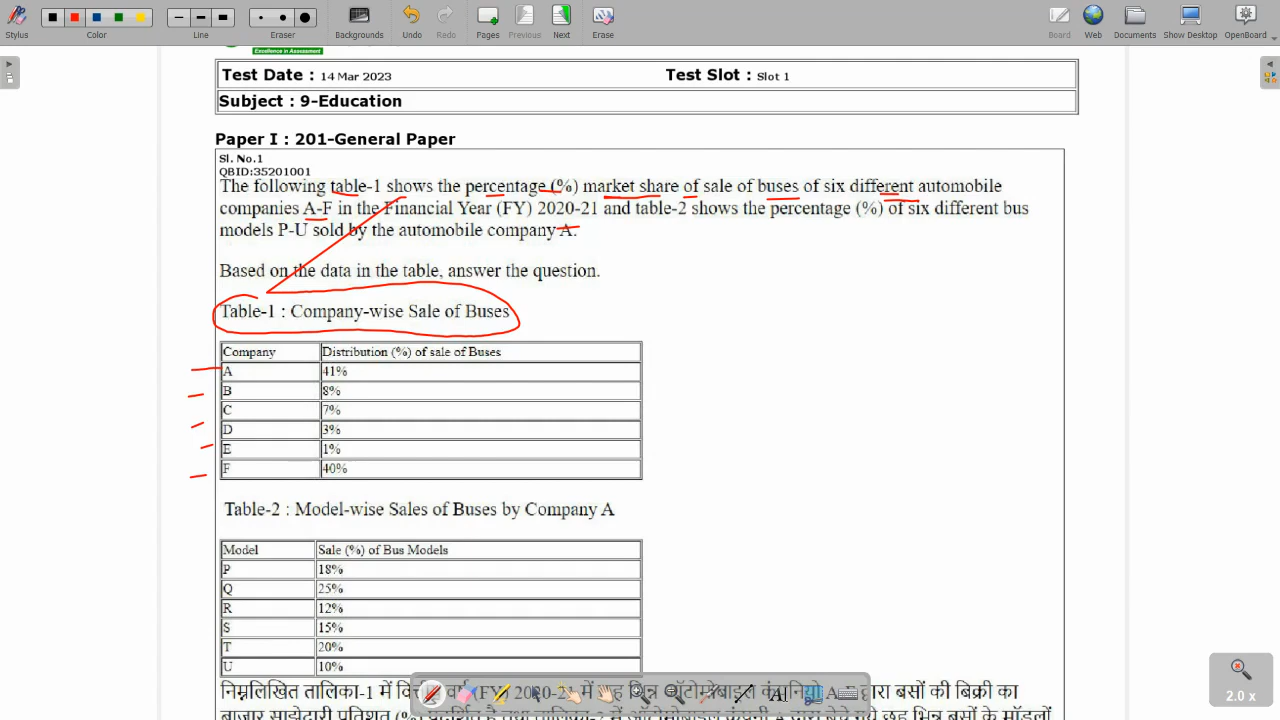 Stylus
Color
Line
Eraser
Backgrounds
Undo
Redo
Pages
Previous
Next
Erase
Board
Web
Documents
Show Desktop
OpenBoard
Excellence in Assessment
Test Date : 14 Mar 2023 Test Slot : Slot 1
Subject : 9-Education
Paper I : 201-General Paper
Sl. No.1
QBID:35201001
The following table-1 shows the percentage (%) market share of sale of buses of six different automobile
companies A-F in the Financial Year (FY) 2020-21 and table-2 shows the percentage (%) of six different bus
models P-U sold by the automobile company A.
Based on the data in the table, answer the question.
Table-1 : Company-wise Sale of Buses
Company Distribution (%) of sale of Buses
A 41%
B 8%
C 7%
D 3%
E 1%
F 40%
Table-2 : Model-wise Sales of Buses by Company A
Model Sale (%) of Bus Models
P 18%
Q 25%
R 12%
S 15%
T 20%
U 10%
निम्नलिखित तालिका-1 में (FY) 2020-21 में द्वारा बसों की बिक्री का
2.0 x